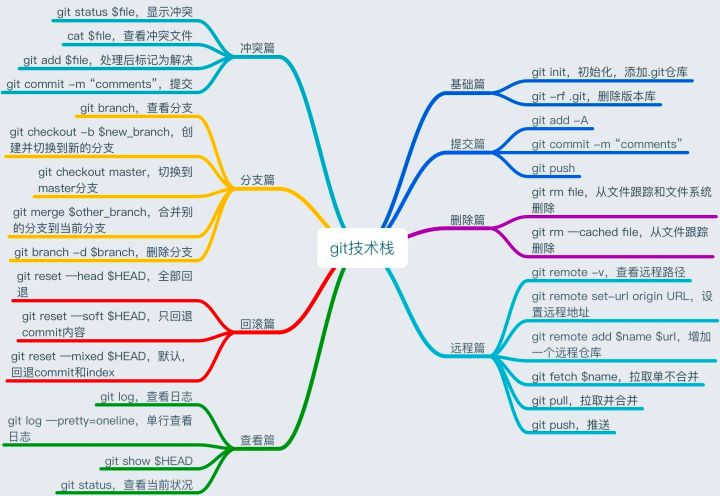 git技术栈
冲突篇
git status $file，显示冲突
cat $file，查看冲突文件
git add $file，处理后标记为解决
git commit -m “comments”，提交
分支篇
git branch，查看分支
git checkout -b $new_branch，创
建并切换到新的分支
git checkout master，切换到
master分支
git merge $other_branch，合并别
的分支到当前分支
git branch -d $branch，删除分支
回滚篇
git reset —head $HEAD，全部回
退
git reset —soft $HEAD，只回退
commit内容
git reset —mixed $HEAD，默认，
回退commit和index
查看篇
git log，查看日志
git log —pretty=oneline，单行查看
日志
git show $HEAD
git status，查看当前状况
基础篇
git init，初始化，添加.git仓库
git -rf .git，删除版本库
提交篇
git add -A
git commit -m “comments”
git push
删除篇
git rm file，从文件跟踪和文件系统
删除
git rm —cached file，从文件跟踪
删除
远程篇
git remote -v，查看远程路径
git remote set-url origin URL，设
置远程地址
git remote add $name $url，增加
一个远程仓库
git fetch $name，拉取单不合并
git pull，拉取并合并
git push，推送